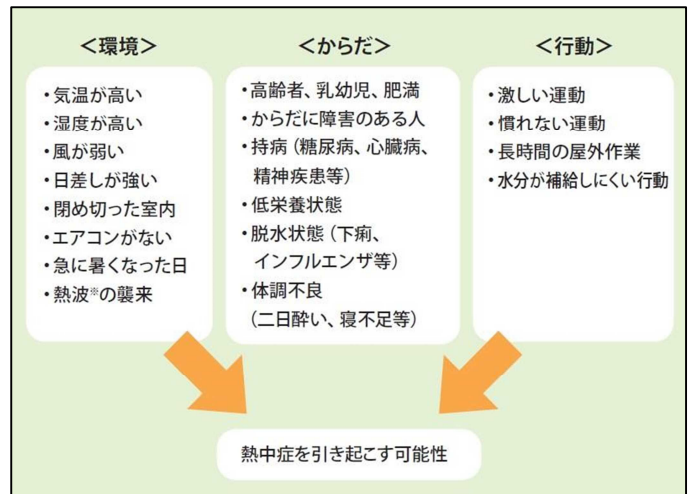 ＜環境＞
・気温が高い
・湿度が高い
・風が弱い
・日差しが強い
・閉め切った室内
・エアコンがない
・急に暑くなった日
・熱波※の襲来
＜からだ＞
・高齢者、乳幼児、肥満
・からだに障害のある人
・持病（糖尿病、心臓病、
精神疾患等）
・低栄養状態
・脱水状態（下痢、
インフルエンザ等）
・体調不良
（二日酔い、寝不足等）
＜行動＞
・激しい運動
・慣れない運動
・長時間の屋外作業
・水分が補給しにくい行動
熱中症を引き起こす可能性